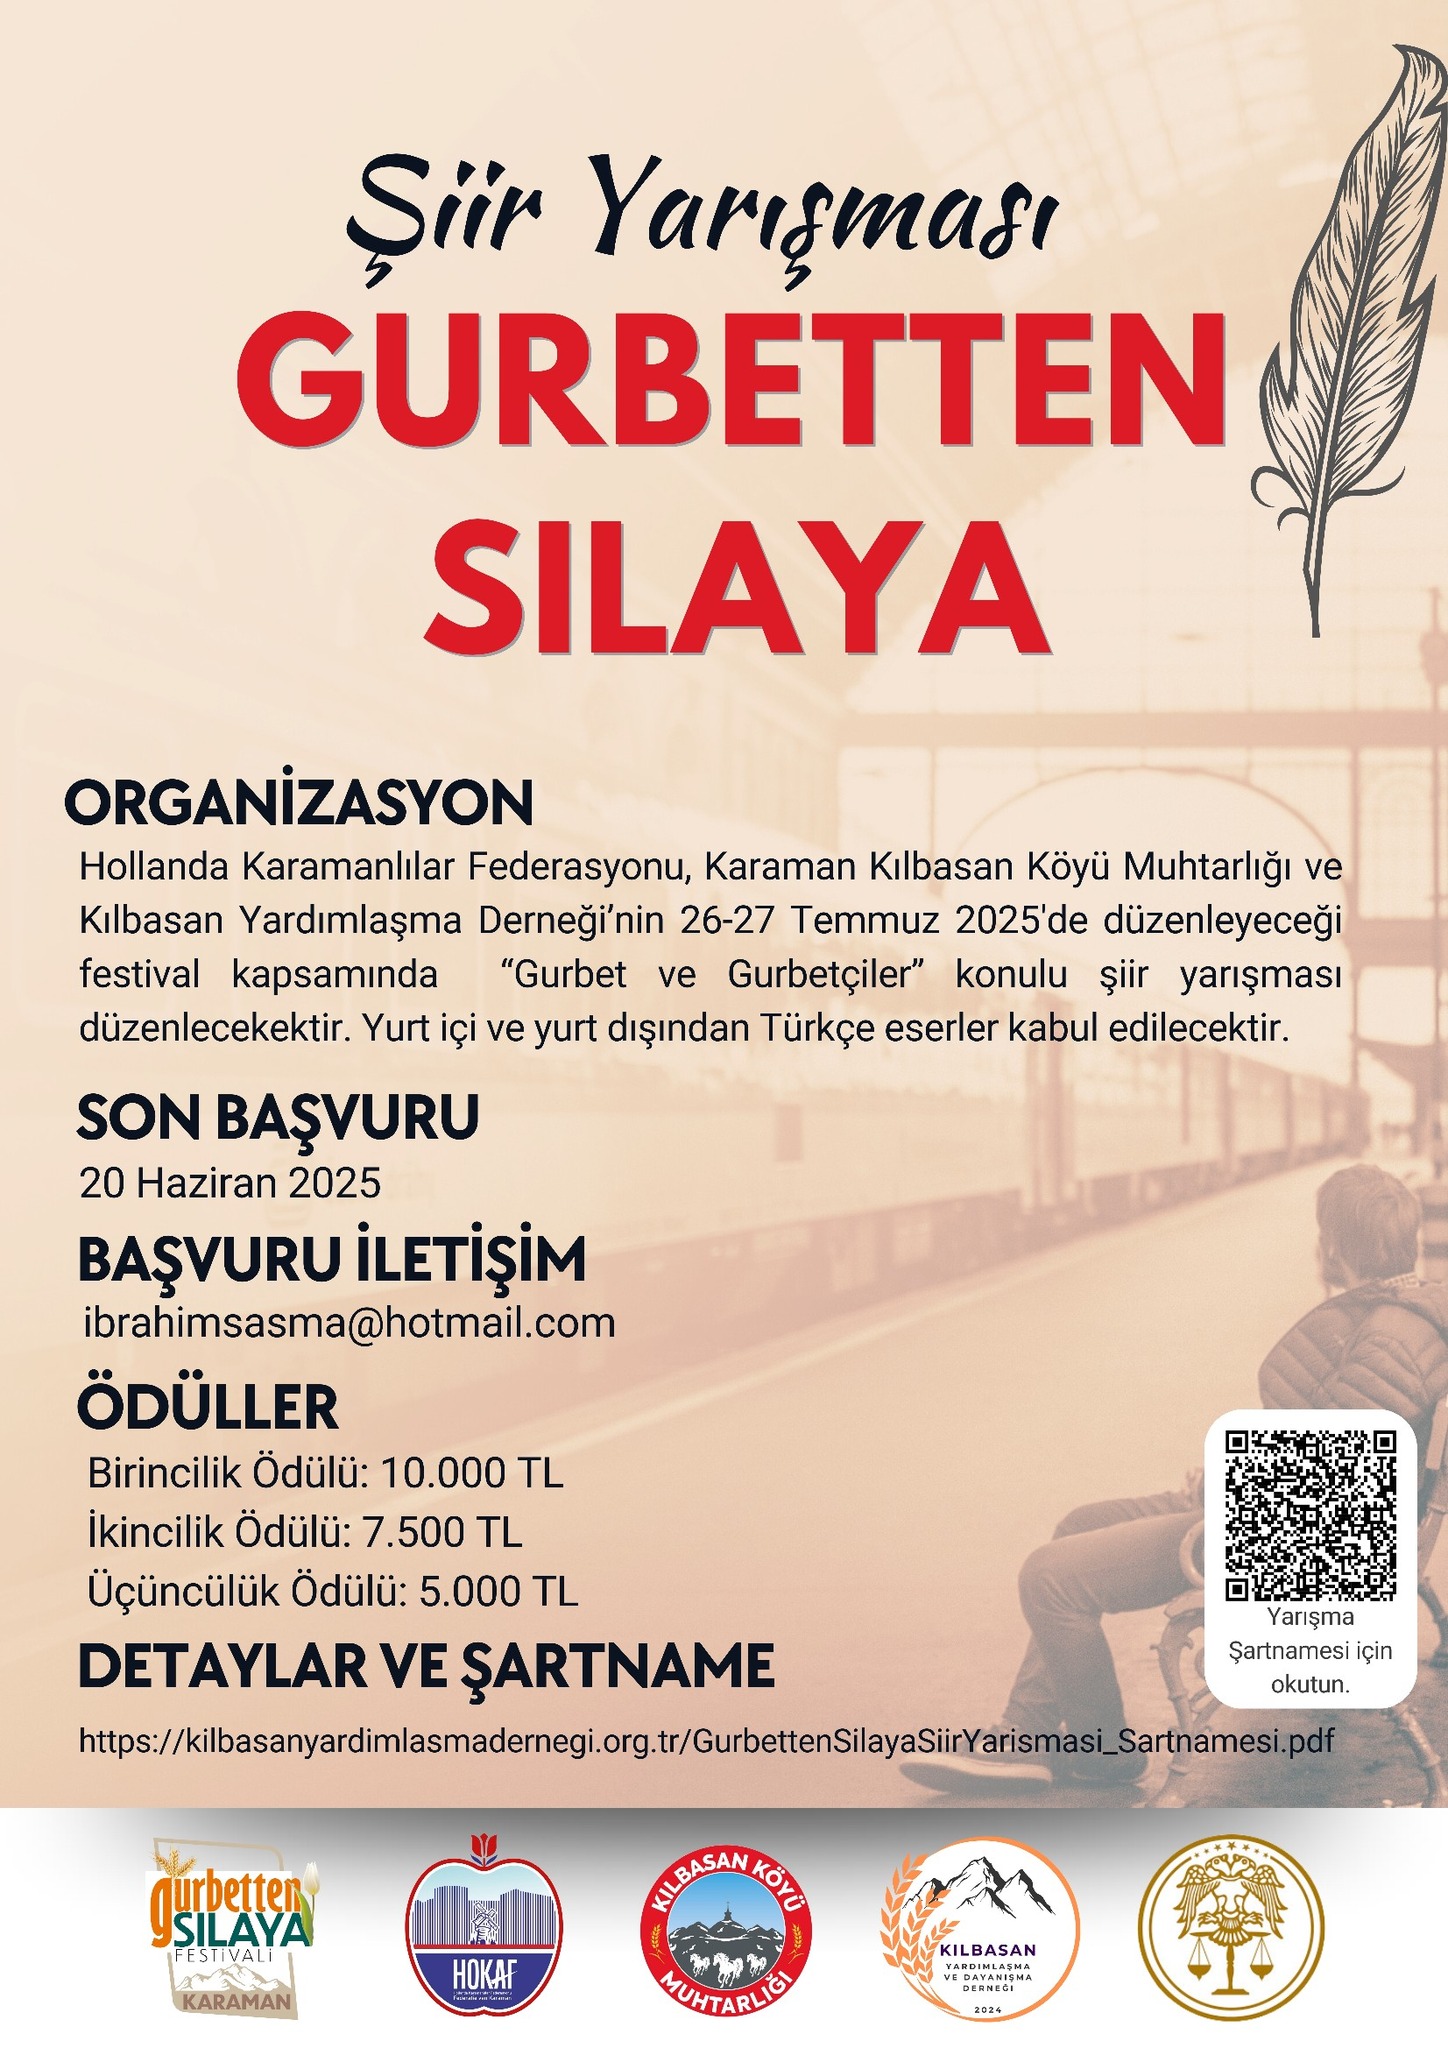 Şiir Yarışması
GURBETTEN
SILAYA
ORGANİZASYON
Hollanda Karamanlılar Federasyonu, Karaman Kılbasan Köyü Muhtarlığı ve
Kılbasan Yardımlaşma Derneği’nin 26-27 Temmuz 2025'de düzenleyeceği
festival kapsamında “Gurbet ve Gurbetçiler” konulu şiir yarışması
düzenlecekektir. Yurt içi ve yurt dışından Türkçe eserler kabul edilecektir.
SON BAŞVURU
20 Haziran 2025
BAŞVURU İLETİŞİM
ibrahimsasma@hotmail.com
ÖDÜLLER
Birincilik Ödülü: 10.000 TL
İkincilik Ödülü: 7.500 TL
Üçüncülük Ödülü: 5.000 TL
Yarışma
Şartnamesi için
okutun.
DETAYLAR VE ŞARTNAME
https://kilbasanyardimlasmadernegi.org.tr/GurbettenSilayaSiirYarismasi_Sartnamesi.pdf
gurbetten
SILAYA
FESTİVALİ
KARAMAN
HOKAF
KILBASAN KÖYÜ
MUHTARLIĞI
KILBASAN
YARDIMLAŞMA
VE DAYANIŞMA
DERNEĞİ
2024